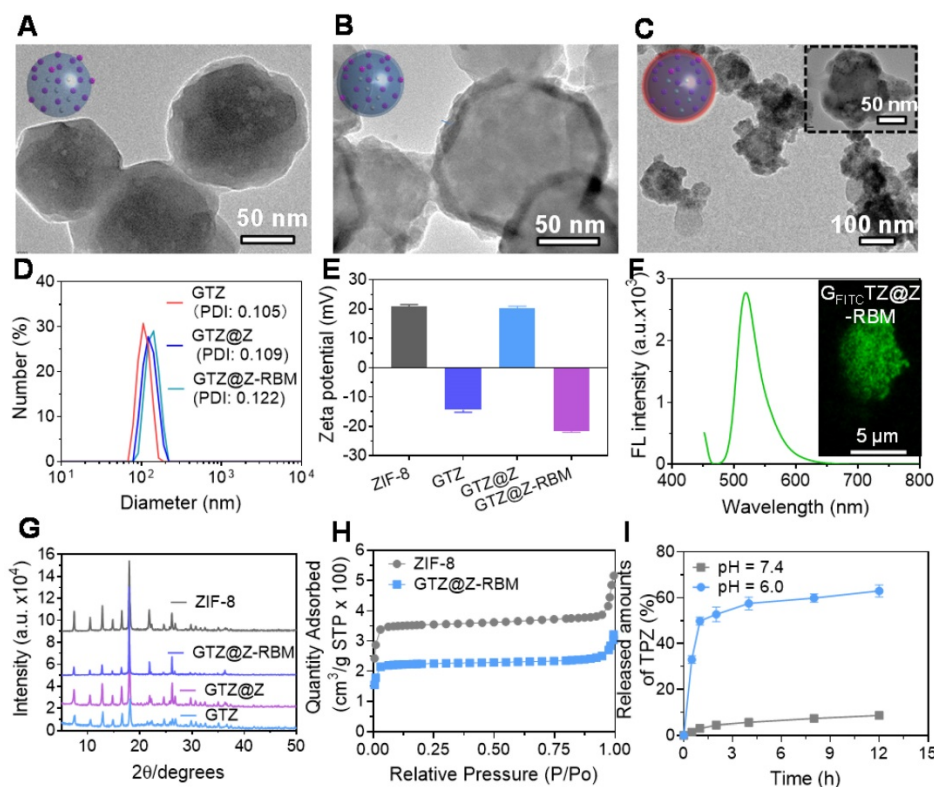 A
B
C
50 nm
50 nm
50 nm
100 nm
D
40
30
20
10
0
Number (%)
GTZ
(PDI: 0.105)
GTZ@Z
(PDI: 0.109)
GTZ@Z-RBM
(PDI: 0.122)
10¹ 10² 10³ 10⁴
Diameter (nm)
E
30
20
10
0
-10
-20
-30
Zeta potential (mV)
ZIF-8
GTZ
GTZ@Z
GTZ@Z-RBM
F
3
2
1
0
FL intensity (a.u.x10³)
G_FITC TZ@Z
-RBM
5 μm
400 500 600 700 800
Wavelength (nm)
G
16
14
12
10
6
4
4
2
2
0
Intensity (a.u. x10⁴)
ZIF-8
GTZ@Z-RBM
GTZ@Z
GTZ
10 20 30 40 50
2θ/degrees
H
6
5
4
3
2
1
0
Quantity Adsorbed
(cm³/g STP x 100)
ZIF-8
GTZ@Z-RBM
0.00 0.25 0.50 0.75 1.00
Relative Pressure (P/Po)
I
80
60
40
20
0
Released amounts
of TPZ (%)
pH = 7.4
pH = 6.0
0 3 6 9 12 15
Time (h)